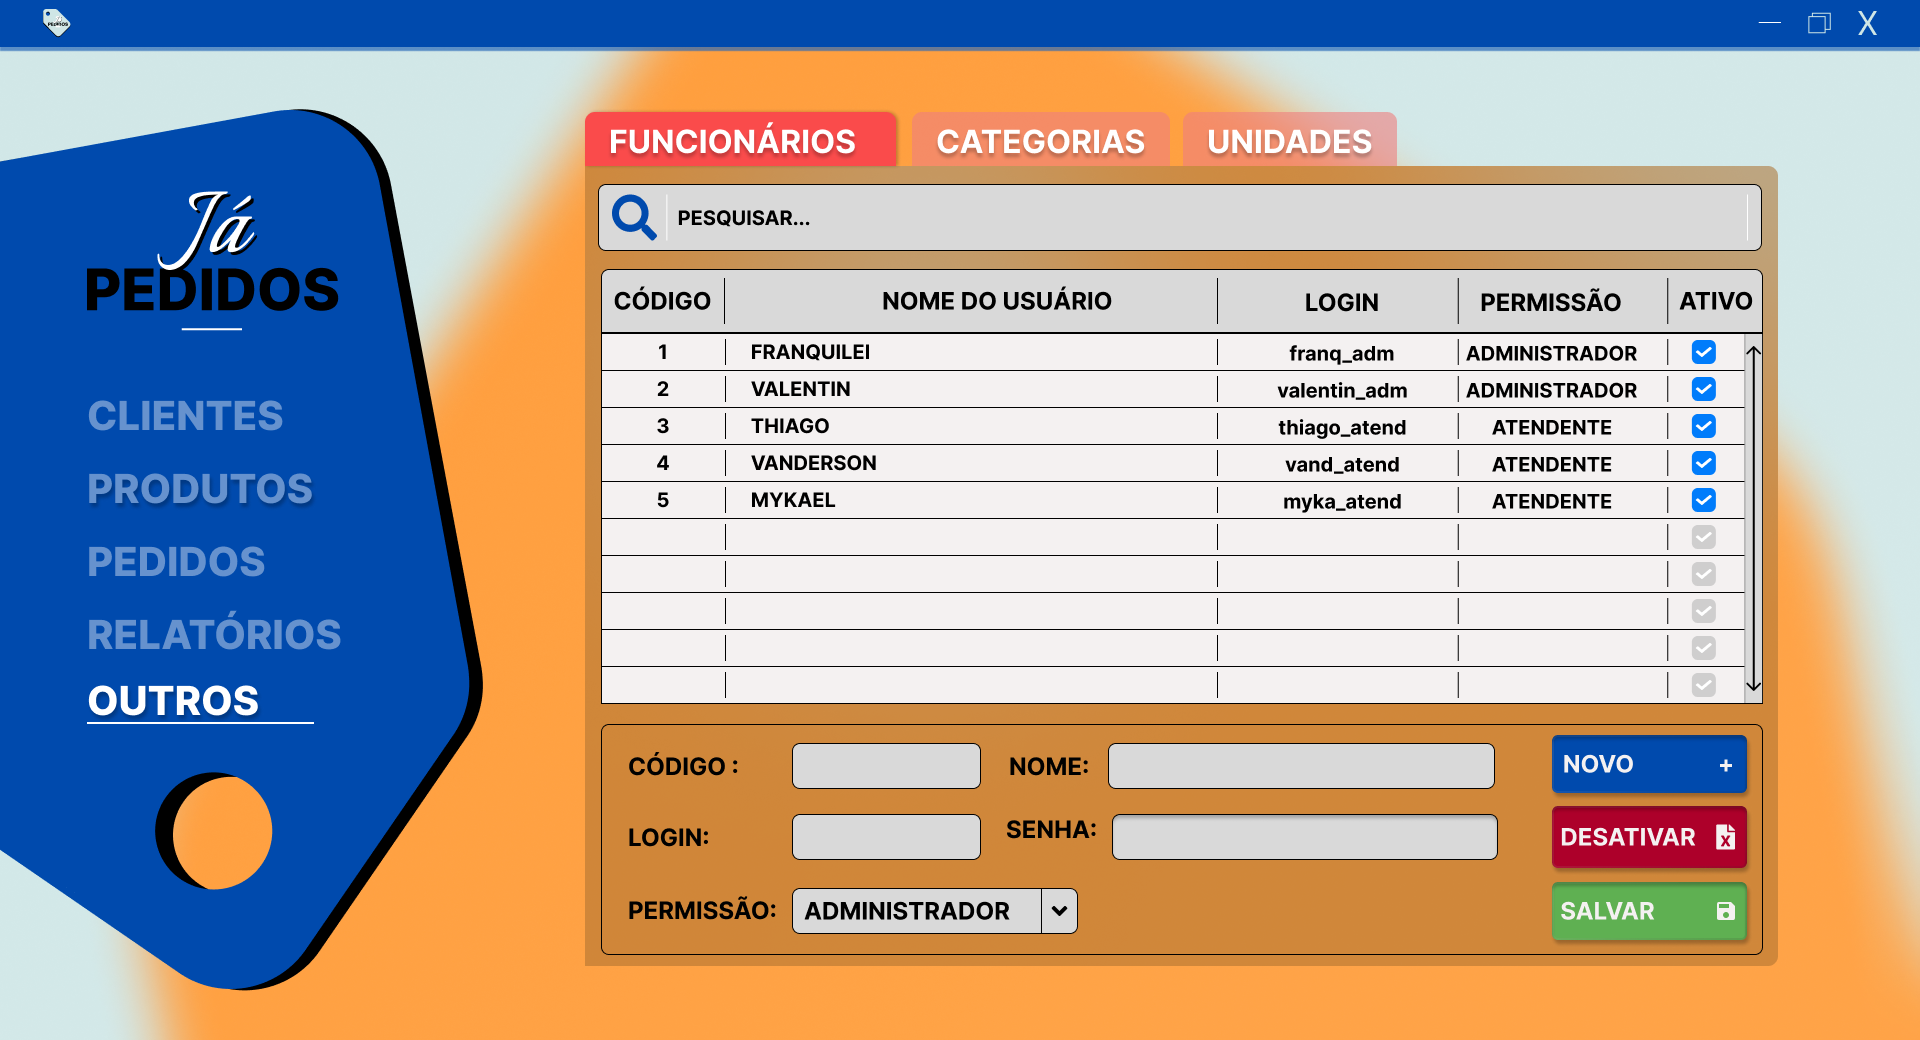 PEDIDOS
X
FUNCIONÁRIOS CATEGORIAS UNIDADES
PESQUISAR...
Já
PEDIDOS
CLIENTES
PRODUTOS
PEDIDOS
RELATÓRIOS
OUTROS
CÓDIGO NOME DO USUÁRIO LOGIN PERMISSÃO ATIVO
1 FRANQUILEI franq_adm ADMINISTRADOR
2 VALENTIN valentin_adm ADMINISTRADOR
3 THIAGO thiago_atend ATENDENTE
4 VANDERSON vand_atend ATENDENTE
5 MYKAEL myka_atend ATENDENTE
CÓDIGO : NOME: NOVO +
LOGIN: SENHA: DESATIVAR X
PERMISSÃO: ADMINISTRADOR SALVAR